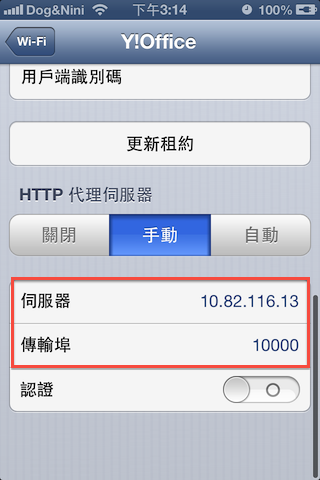 Dog&Nini 下午3:14 100%
Wi-Fi Y!Office
用戶端識別碼
更新租約
HTTP 代理伺服器
關閉 手動 自動
伺服器 10.82.116.13
傳輸埠 10000
認證